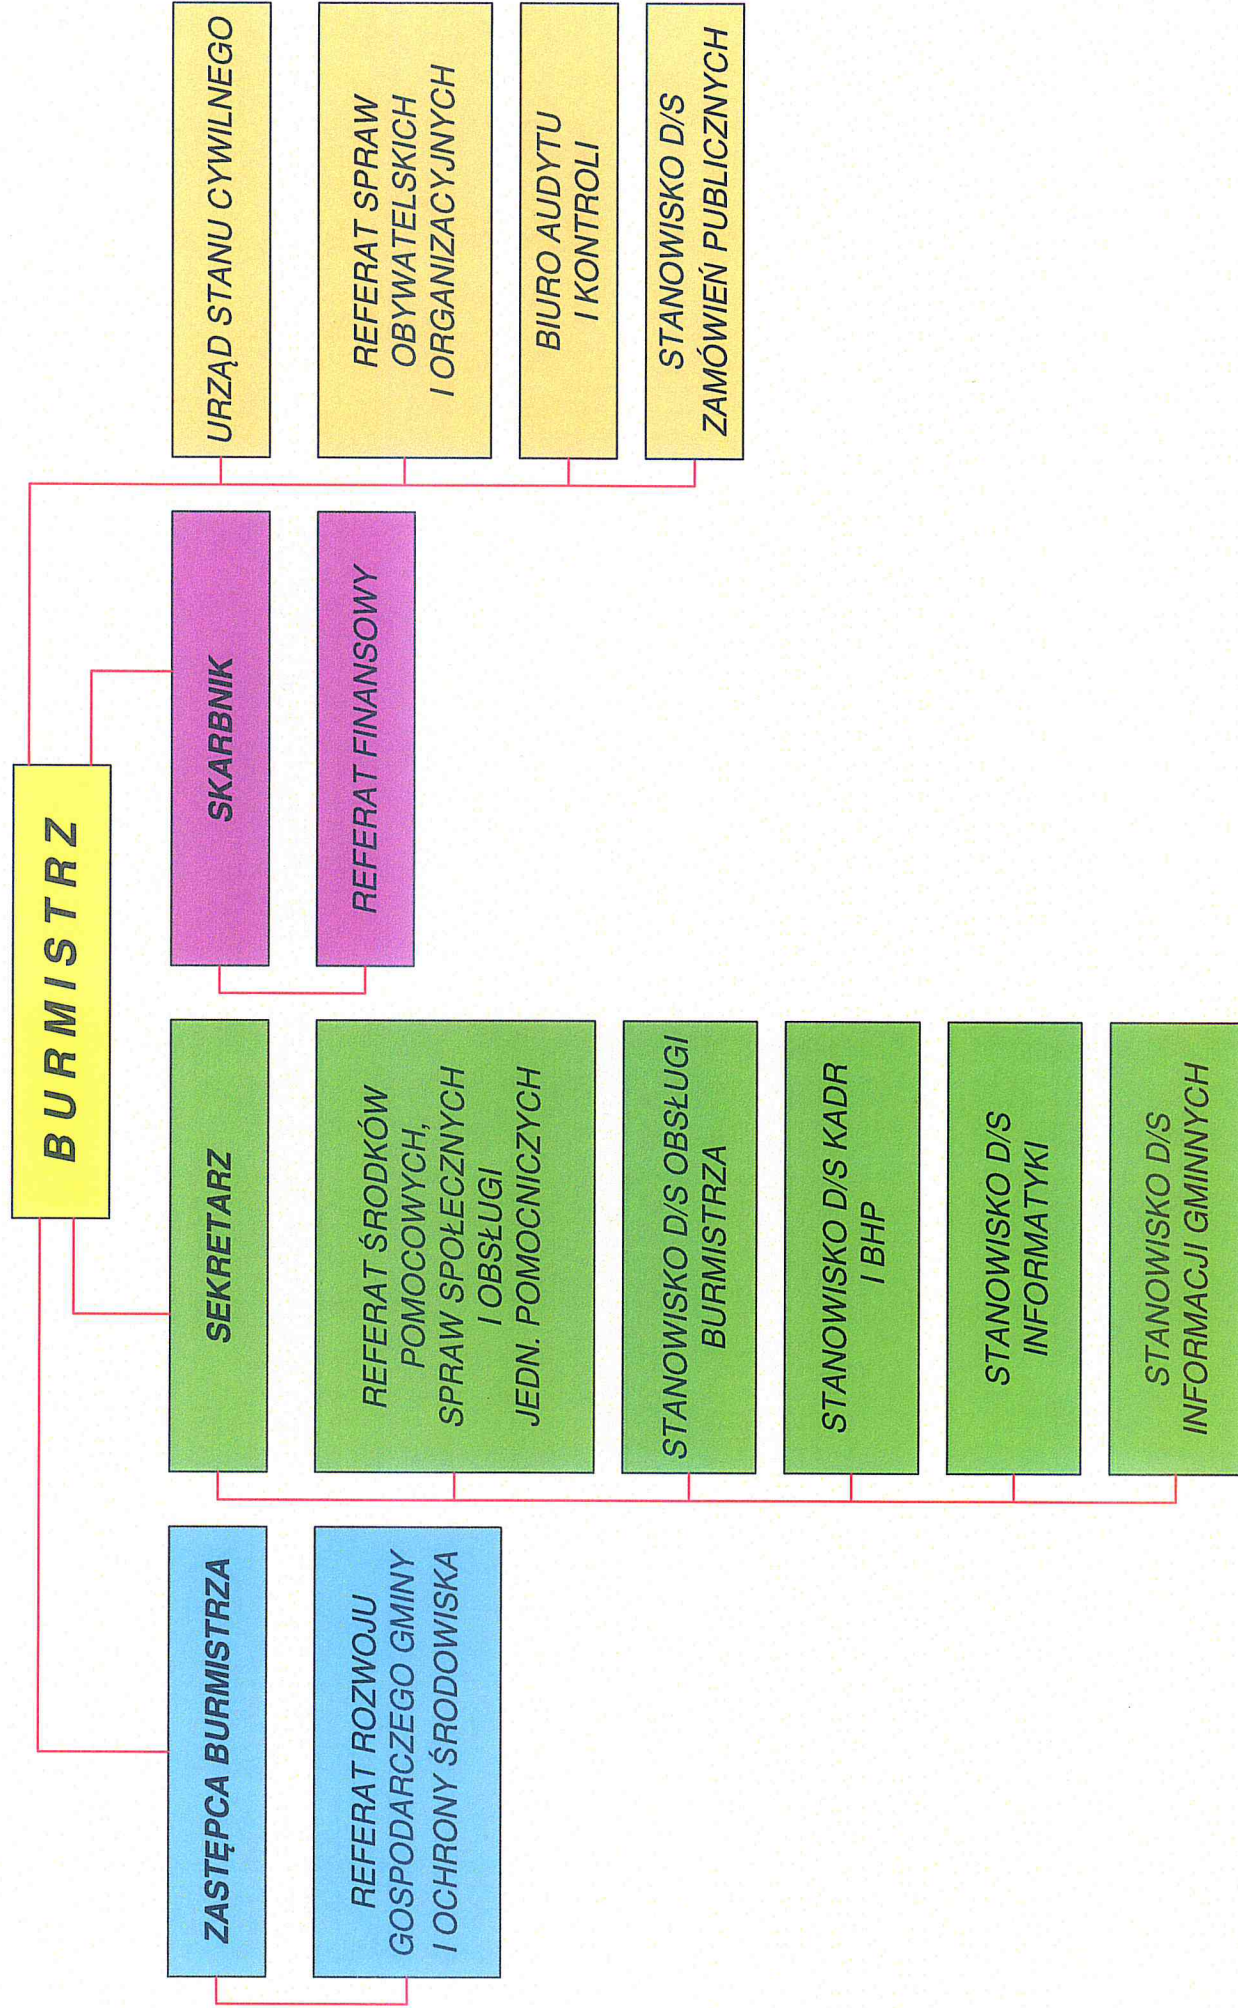 BURMISTRZ
ZASTĘPCA BURMISTRZA
REFERAT ROZWOJU
GOSPODARCZEGO GMINY
I OCHRONY ŚRODOWISKA
SEKRETARZ
REFERAT ŚRODKÓW
POMOCOWYCH,
SPRAW SPOŁECZNYCH
I OBSŁUGI
JEDN. POMOCNICZYCH
STANOWISKO D/S OBSŁUGI
BURMISTRZA
STANOWISKO D/S KADR
I BHP
STANOWISKO D/S
INFORMATYKI
STANOWISKO D/S
INFORMACJI GMINNYCH
SKARBNIK
REFERAT FINANSOWY
URZĄD STANU CYWILNEGO
REFERAT SPRAW
OBYWATELSKICH
I ORGANIZACYJNYCH
BIURO AUDYTU
I KONTROLI
STANOWISKO D/S
ZAMÓWIEŃ PUBLICZNYCH